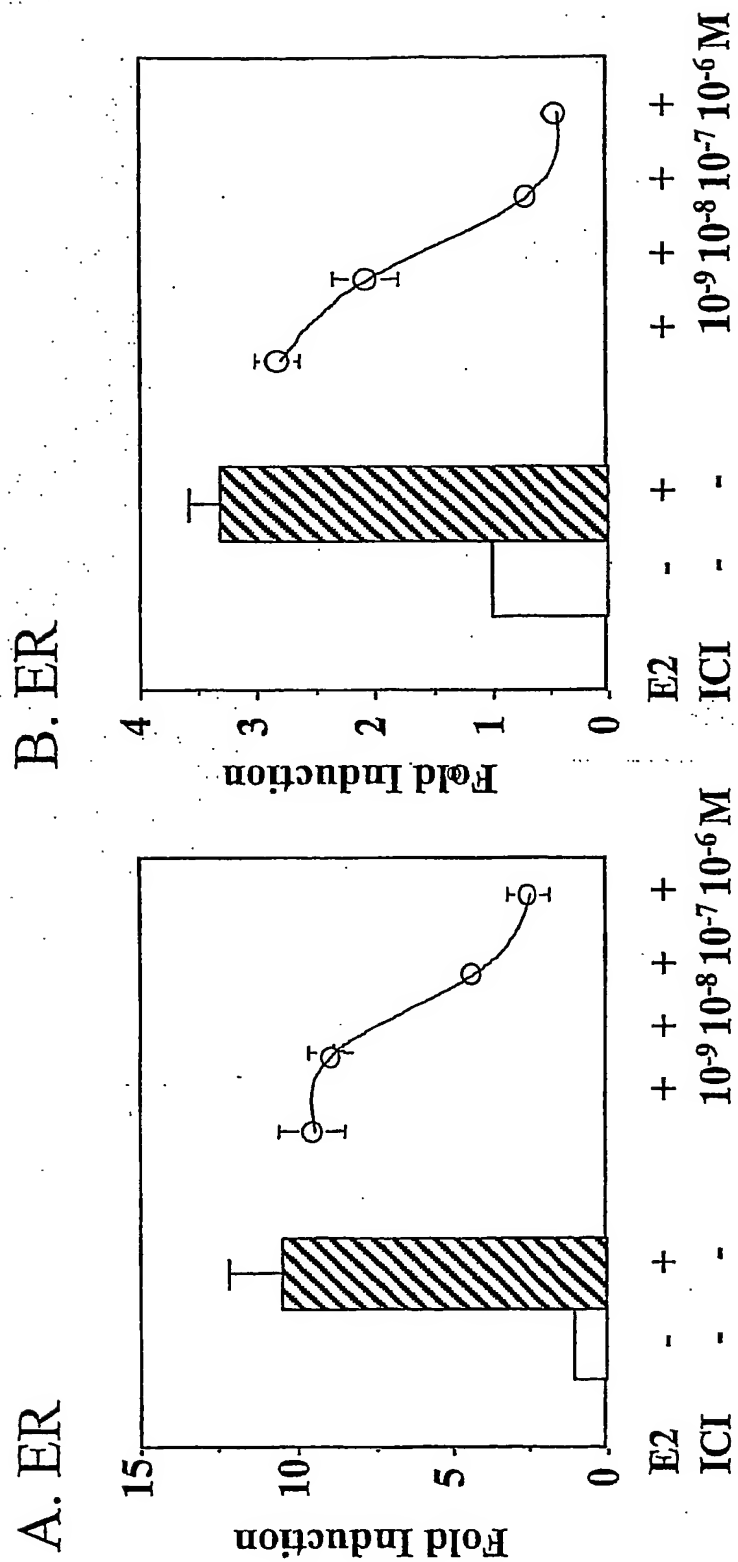 A. ER
Fold Induction
15
10
5
0
E2 - + + + + +
ICI - - 10⁻⁹ 10⁻⁸ 10⁻⁷ 10⁻⁶ M
B. ER
Fold Induction
4
3
2
1
0
E2 - + + + + +
ICI - - 10⁻⁹ 10⁻⁸ 10⁻⁷ 10⁻⁶ M